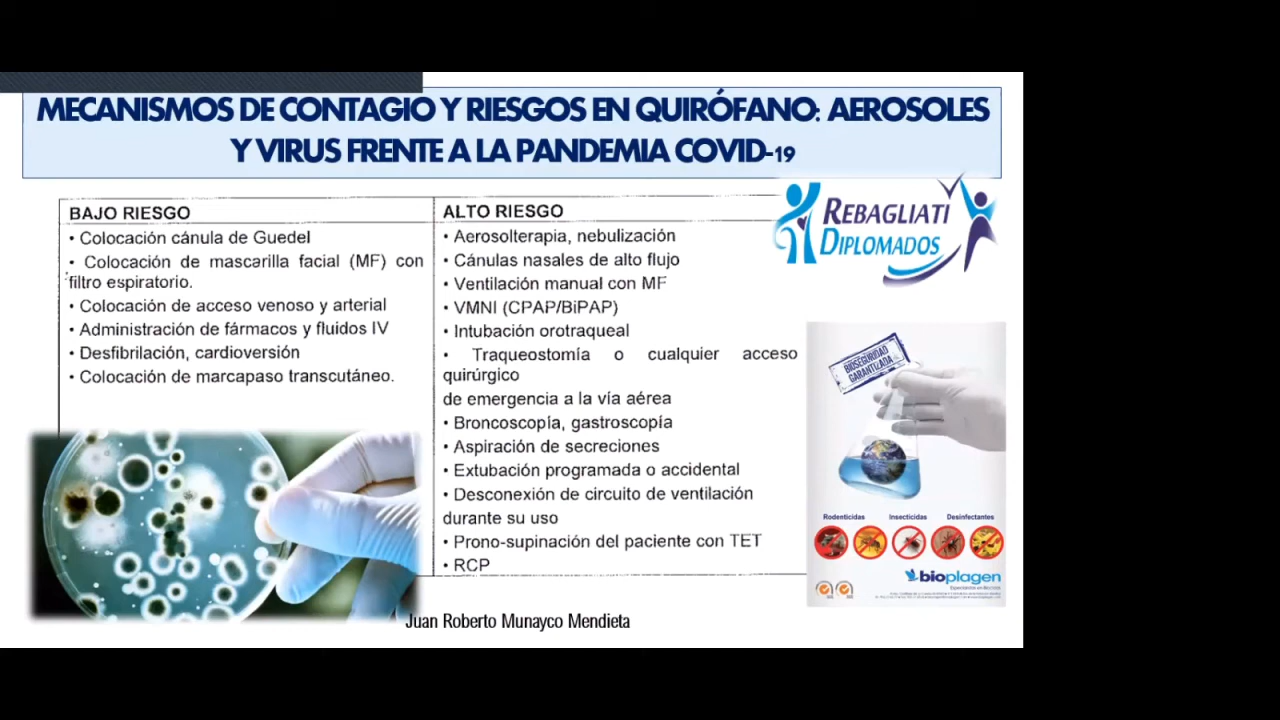 MECANISMOS DE CONTAGIO Y RIESGOS EN QUIRÓFANO: AEROSOLES
Y VIRUS FRENTE A LA PANDEMIA COVID-19
BAJO RIESGO
• Colocación cánula de Guedel
• Colocación de mascarilla facial (MF) con
filtro espiratorio.
• Colocación de acceso venoso y arterial
• Administración de fármacos y fluidos IV
• Desfibrilación, cardioversión
• Colocación de marcapaso transcutáneo.
ALTO RIESGO
• Aerosolterapia, nebulización
• Cánulas nasales de alto flujo
• Ventilación manual con MF
• VMNI (CPAP/BiPAP)
• Intubación orotraqueal
• Traqueostomía o cualquier acceso
quirúrgico
de emergencia a la vía aérea
• Broncoscopía, gastroscopía
• Aspiración de secreciones
• Extubación programada o accidental
• Desconexión de circuito de ventilación
durante su uso
• Prono-supinación del paciente con TET
• RCP
REBAGLIATI
DIPLOMADOS
BIOSEGURIDAD
GARANTIZADA
Rodenticidas Insecticidas Desinfectantes
bioplagen
Juan Roberto Munayco Mendieta